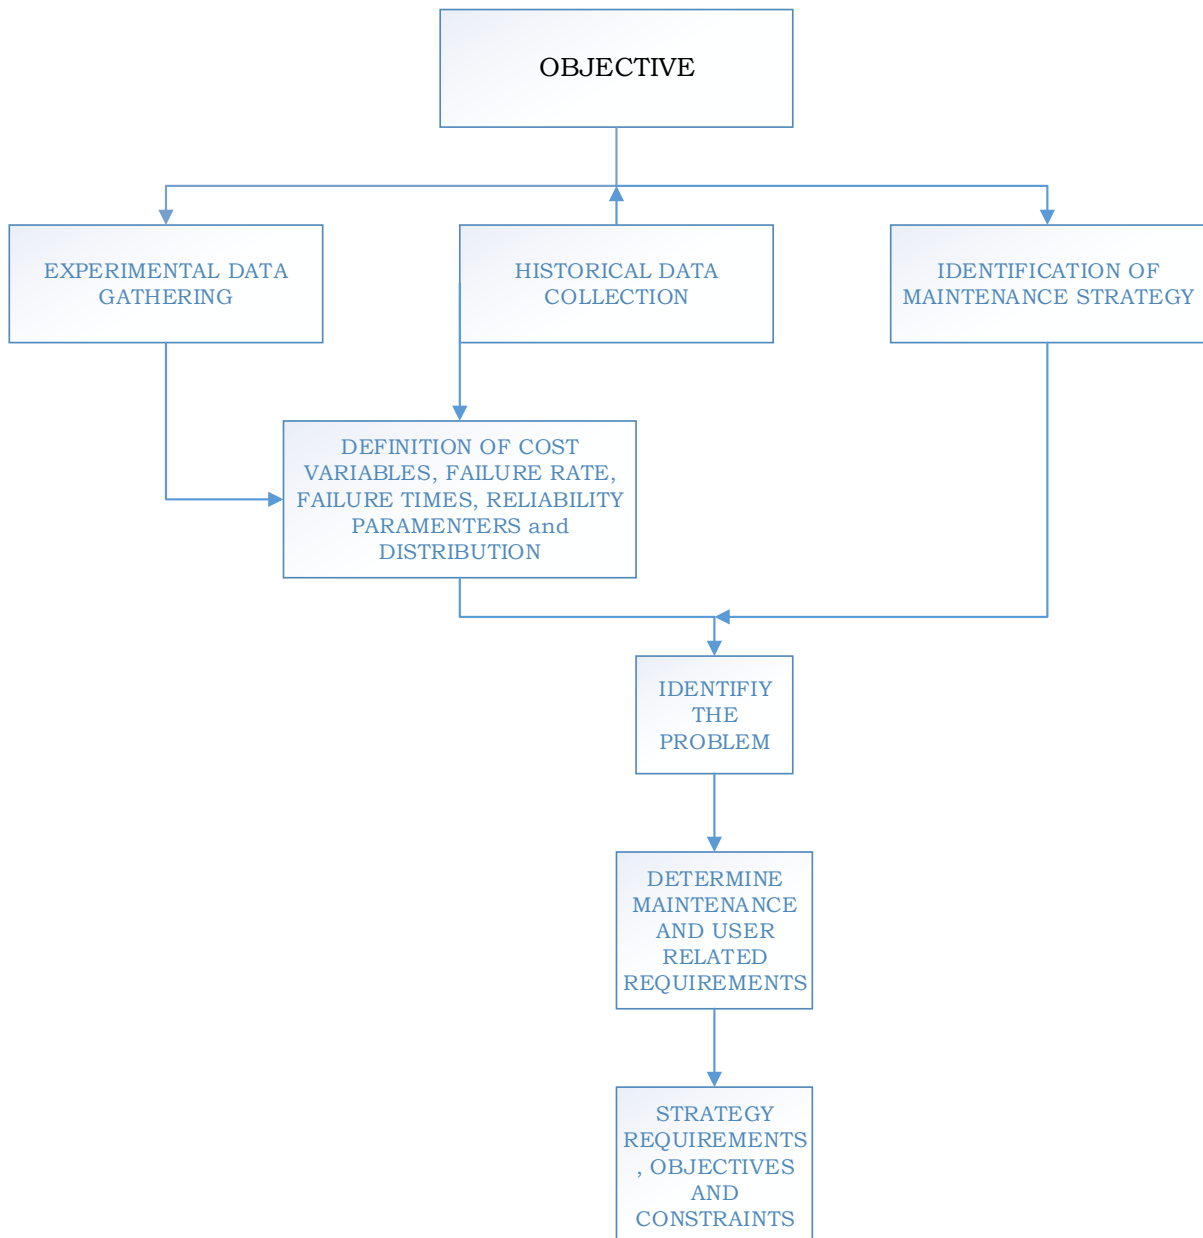 OBJECTIVE
EXPERIMENTAL DATA
GATHERING
HISTORICAL DATA
COLLECTION
IDENTIFICATION OF
MAINTENANCE STRATEGY
DEFINITION OF COST
VARIABLES, FAILURE RATE,
FAILURE TIMES, RELIABILITY
PARAMENTERS and
DISTRIBUTION
IDENTIFIY
THE
PROBLEM
DETERMINE
MAINTENANCE
AND USER
RELATED
REQUIREMENTS
STRATEGY
REQUIREMENTS
, OBJECTIVES
AND
CONSTRAINTS